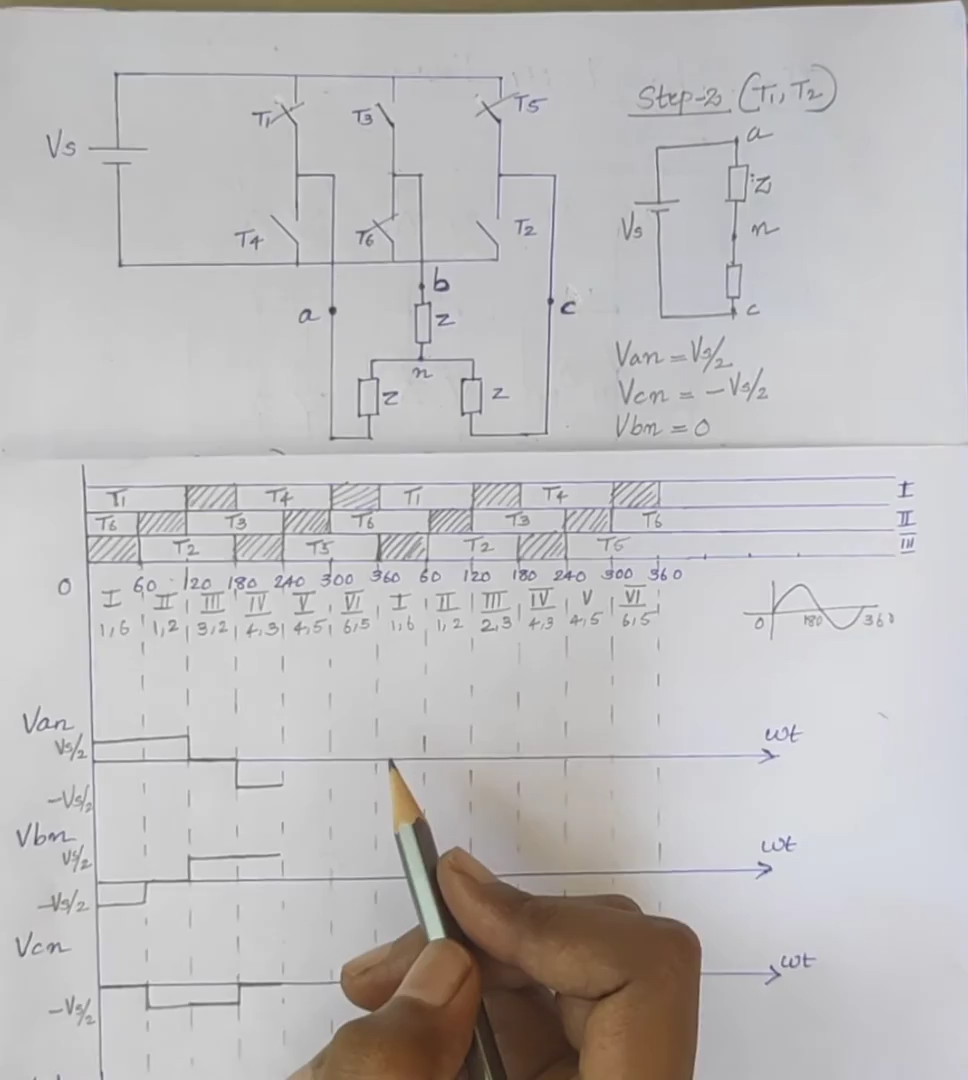 Step-2 (T1, T2)
Vs
T1
T3
T5
T4
T6
T2
a
b
c
Z
n
Z
Z
a
Z
n
Vs
c
Van = Vs/2
Vcn = -Vs/2
Vbn = 0
T1 T4 T1 T4 I
T6 T3 T6 T3 T6 II
T2 T5 T2 T5 III
0 60 120 180 240 300 360 60 120 180 240 300 360
I II III IV V VI I II III IV V VI
1,6 1,2 3,2 4,3 4,5 6,5 1,6 1,2 2,3 4,3 4,5 6,5
0 180 360
Van
Vs/2
ωt
-Vs/2
Vbn
Vs/2
ωt
-Vs/2
Vcn
ωt
-Vs/2